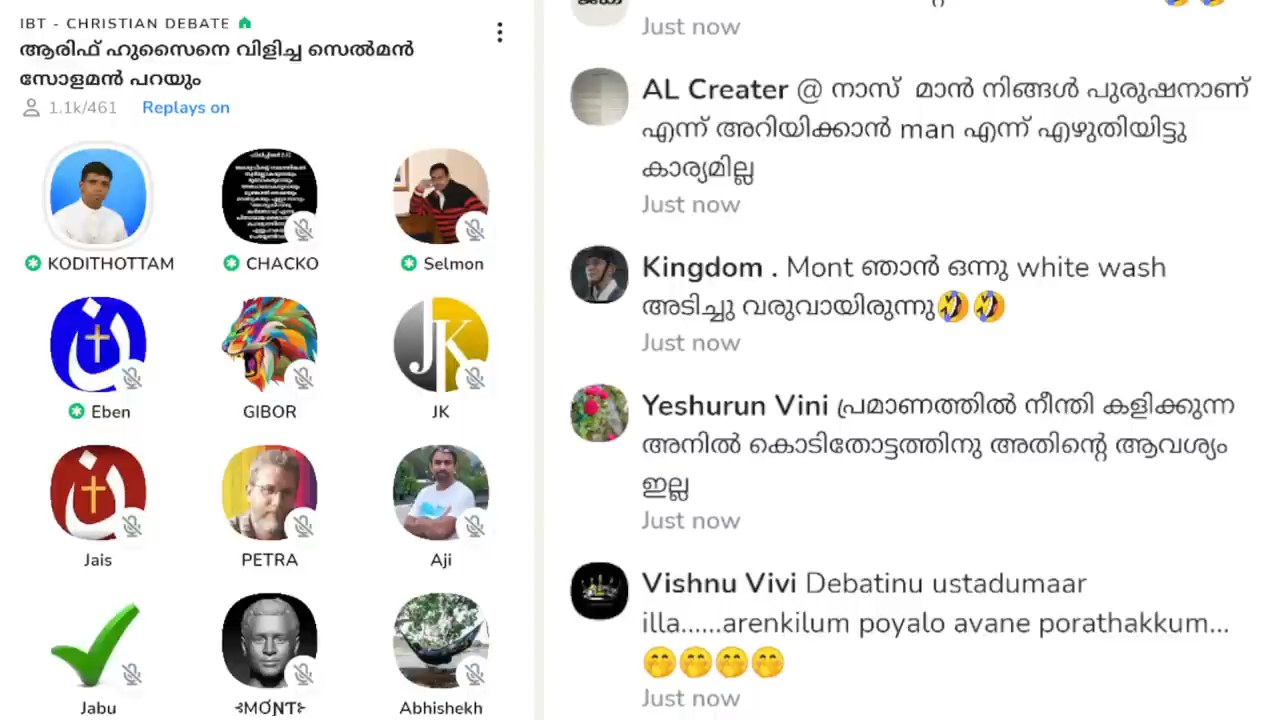 IBT - CHRISTIAN DEBATE
ആരിഫ് ഹുസൈനെ വിളിച്ച സെൽമൻ
സോളമൻ പറയും
1.1k/461 Replays on
KODITHOTTAM
CHACKO
Selmon
Eben
GIBOR
JK
JK
Jais
PETRA
Aji
Jabu
⊰MƠNT⊱
Abhishekh
Just now
AL Creater @ നാസ് മാൻ നിങ്ങൾ പുരുഷനാണ്
എന്ന് അറിയിക്കാൻ man എന്ന് എഴുതിയിട്ടു
കാര്യമില്ല
Just now
Kingdom . Mont ഞാൻ ഒന്നു white wash
അടിച്ചു വരുവായിരുന്നു🤣🤣
Just now
Yeshurun Vini പ്രമാണത്തിൽ നീന്തി കളിക്കുന്ന
അനിൽ കൊടിതോട്ടത്തിനു അതിന്റെ ആവശ്യം
ഇല്ല
Just now
Vishnu Vivi Debatinu ustadumaar
illa......arenkilum poyalo avane porathakkum...
🤭🤭🤭🤭
Just now